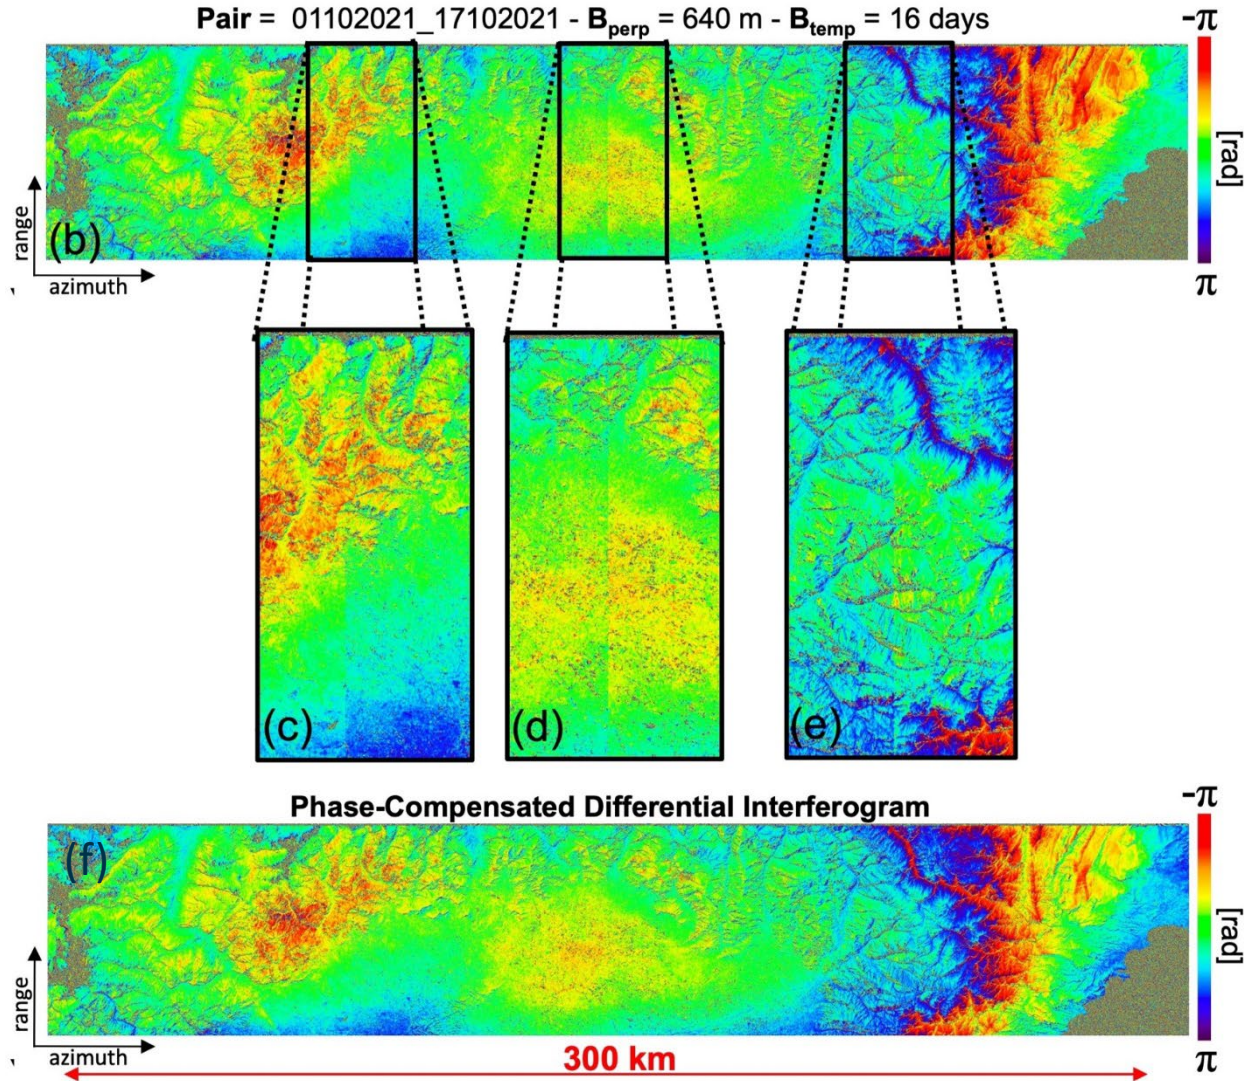 Pair = 01102021_17102021 - Bperp = 640 m - Btemp = 16 days
-π
[rad]
π
range
(b)
azimuth
(c)
(d)
(e)
Phase-Compensated Differential Interferogram
-π
(f)
[rad]
range
azimuth
π
300 km